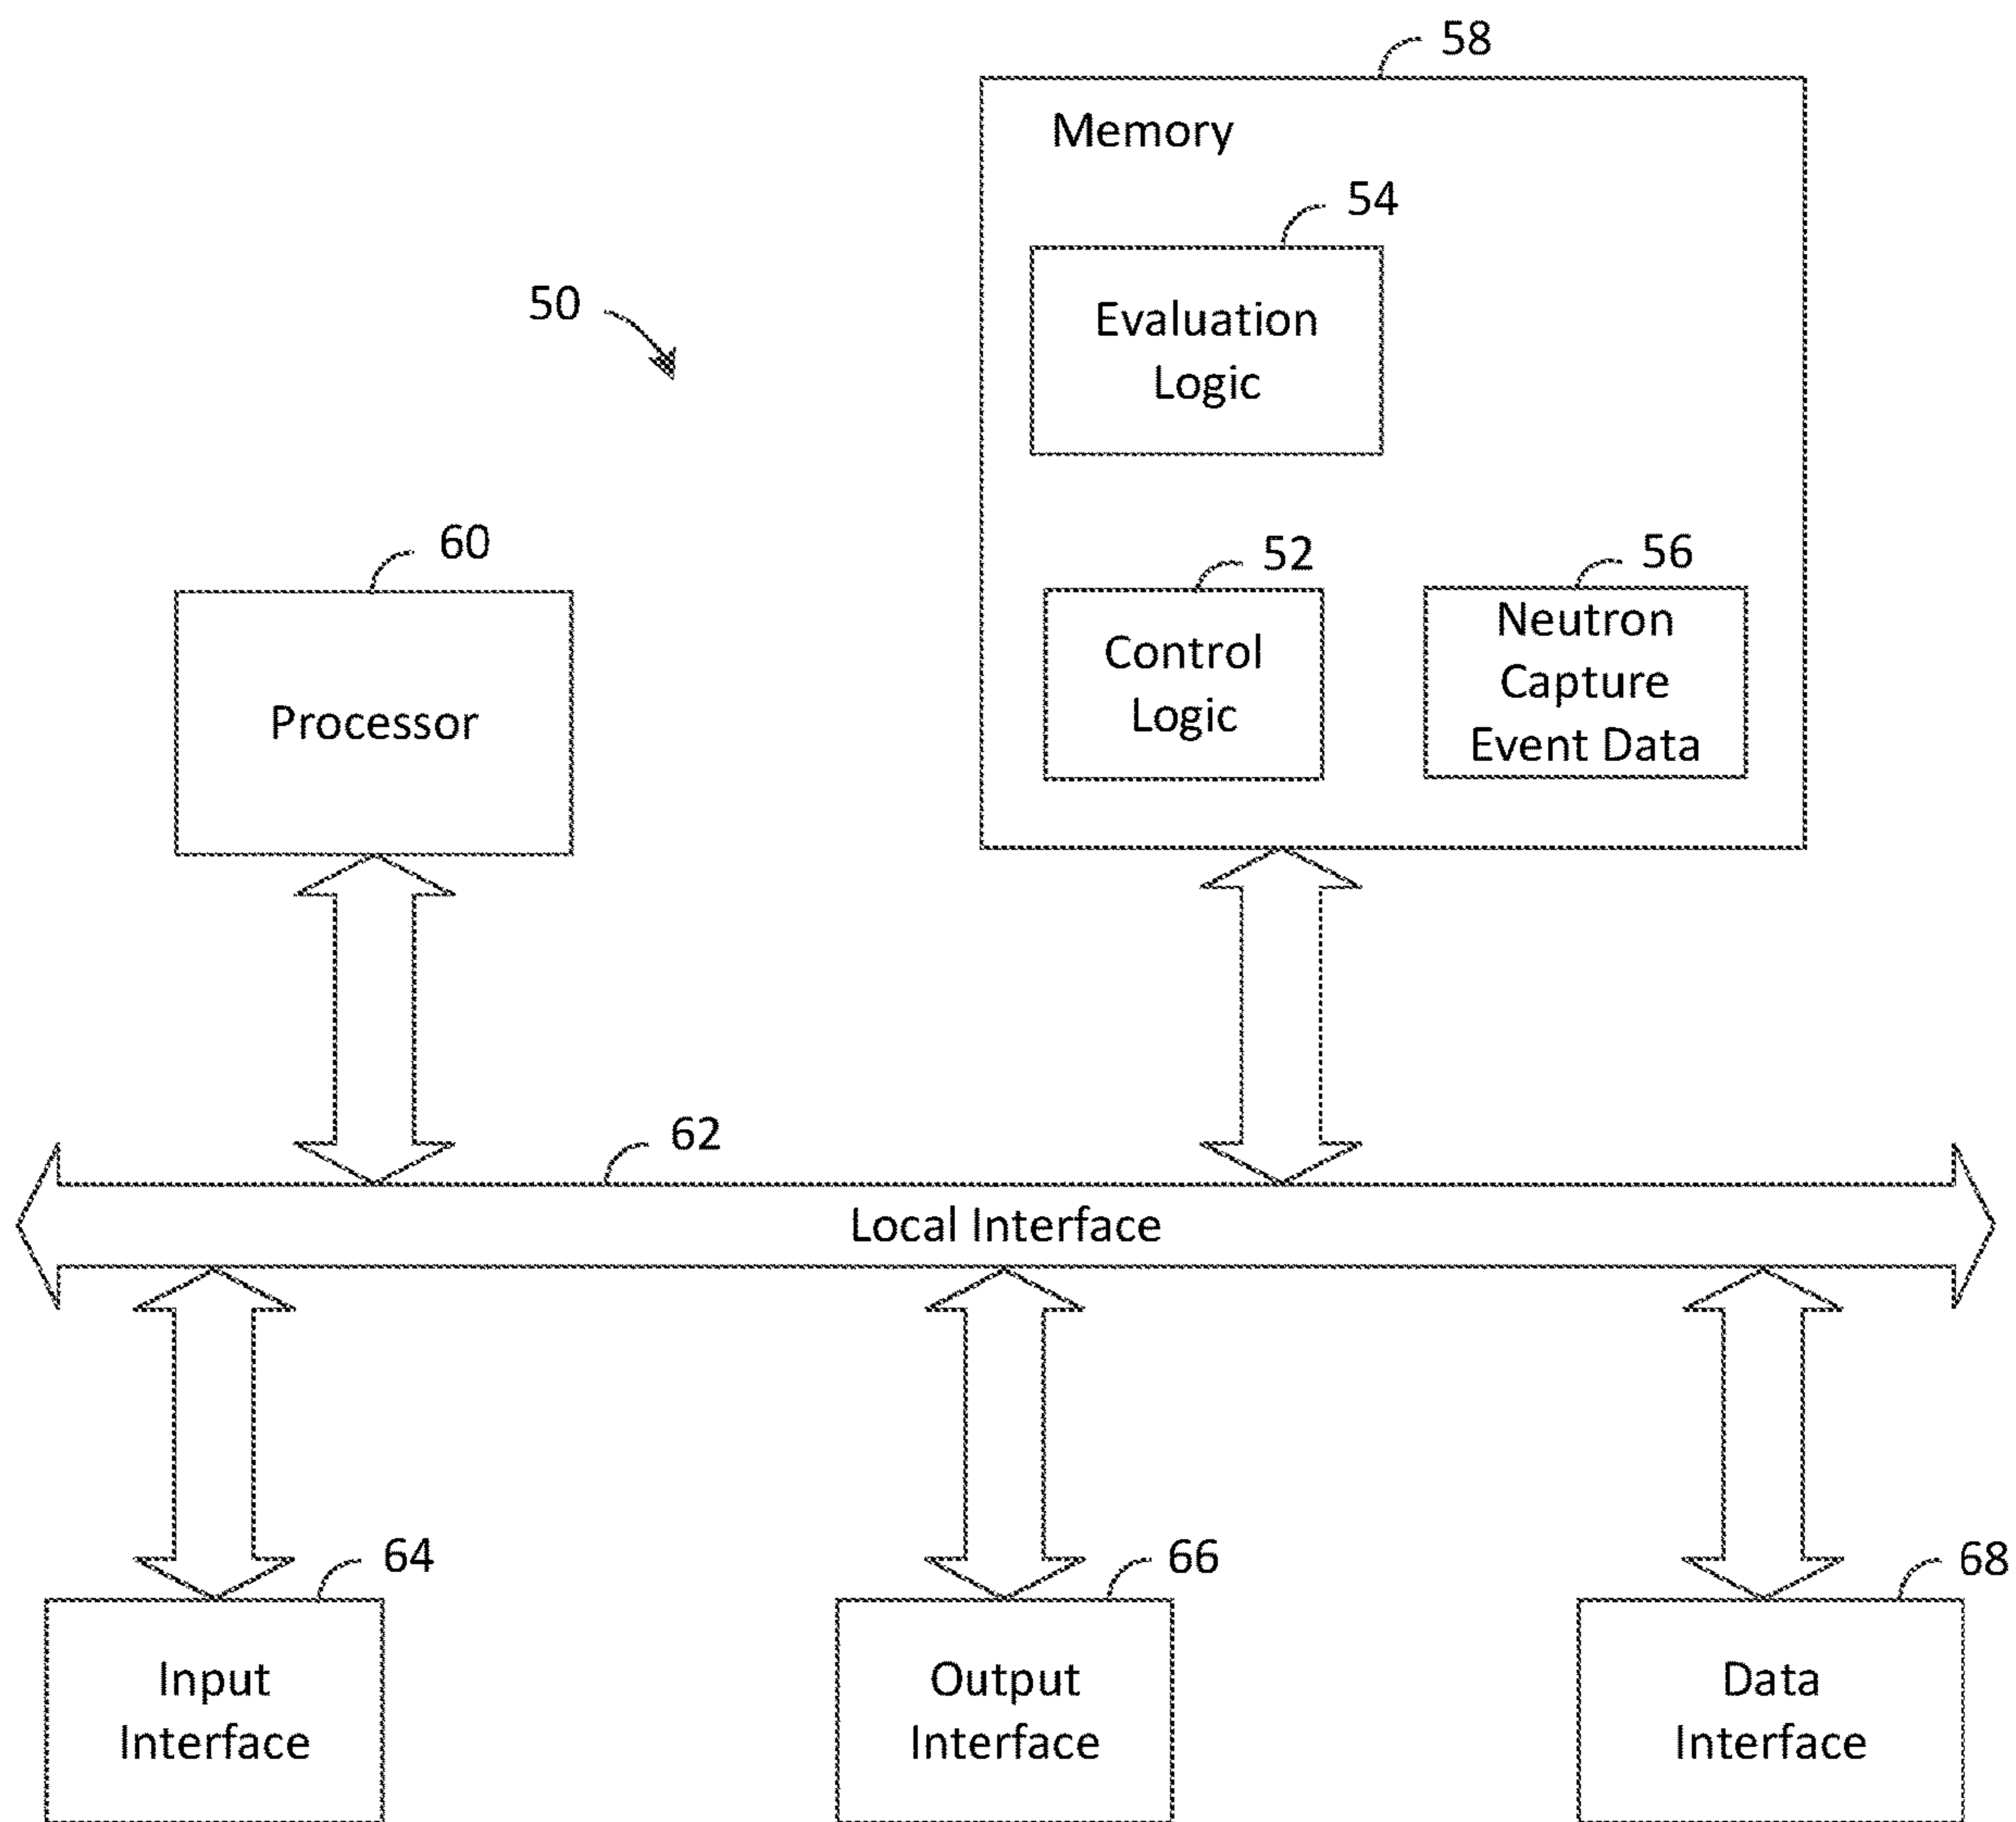 58
Memory
54
Evaluation
Logic
50
60
Processor
52
Control
Logic
56
Neutron
Capture
Event Data
62
Local Interface
64
Input
Interface
66
Output
Interface
68
Data
Interface